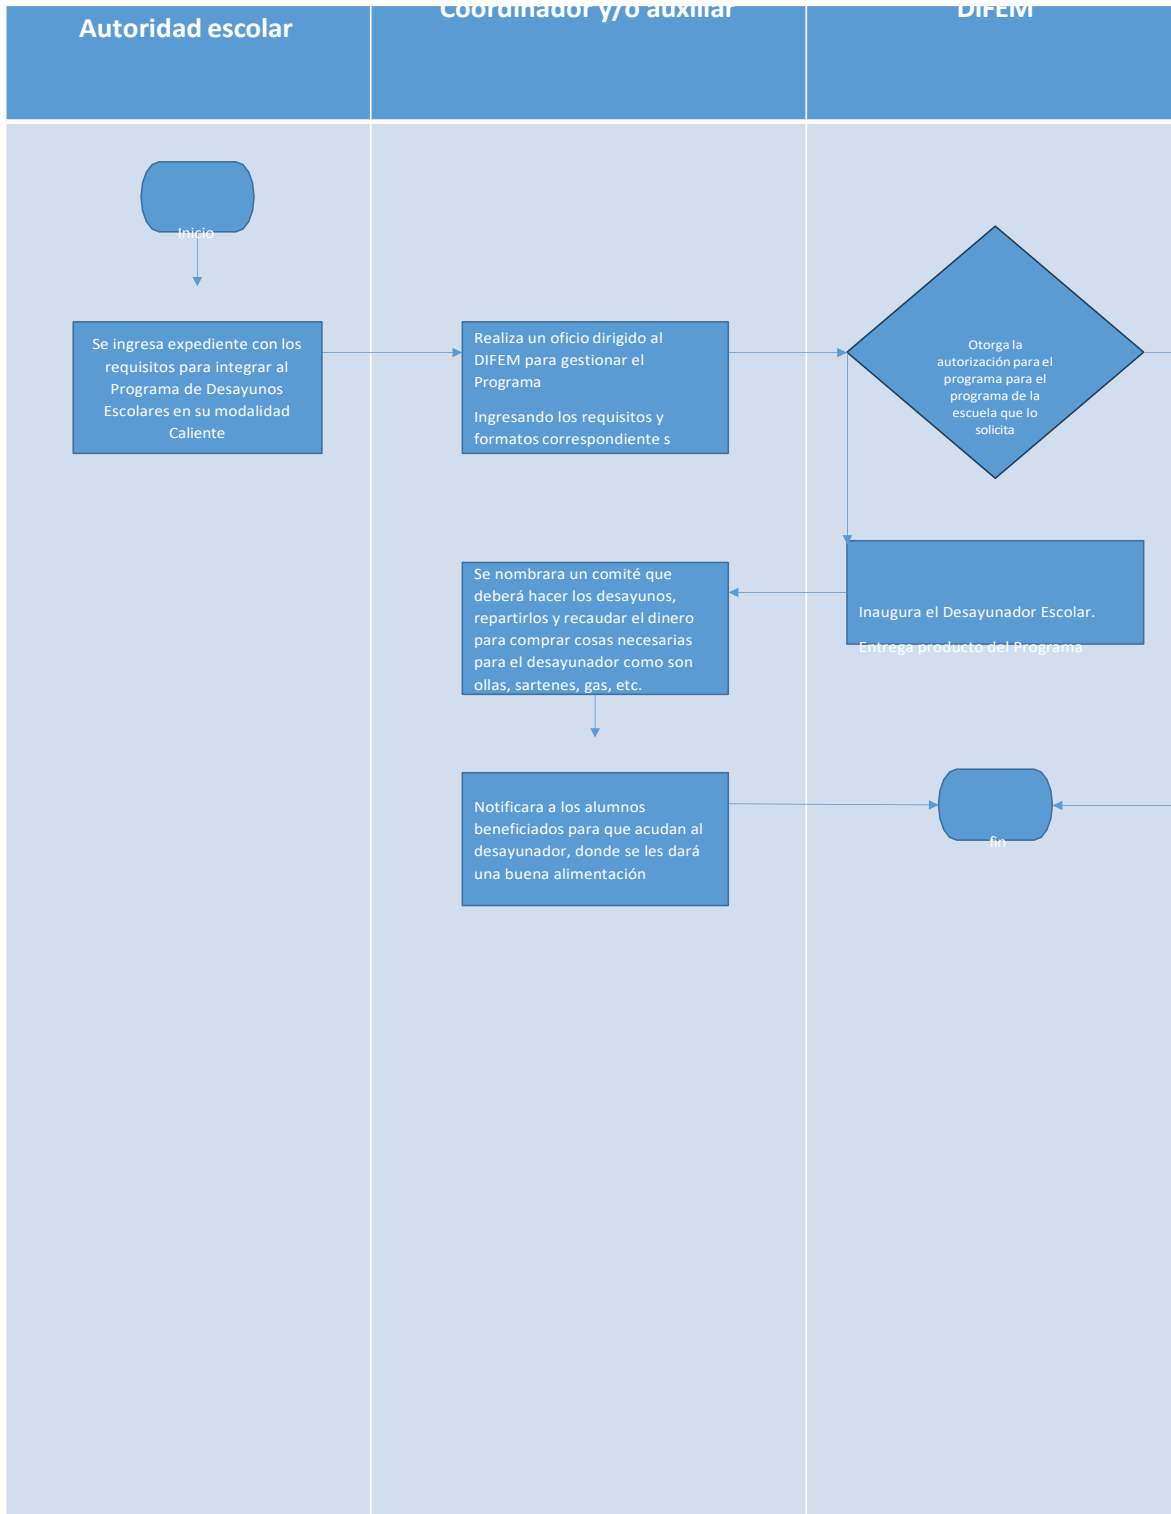 Autoridad escolar
Coordinador y/o auxiliar
DIFEM
Inicio
Se ingresa expediente con los
requisitos para integrar al
Programa de Desayunos
Escolares en su modalidad
Caliente
Realiza un oficio dirigido al
DIFEM para gestionar el
Programa
Ingresando los requisitos y
formatos correspondiente s
Otorga la
autorización para el
programa para el
programa de la
escuela que lo
solicita
Se nombrara un comité que
deberá hacer los desayunos,
repartirlos y recaudar el dinero
para comprar cosas necesarias
para el desayunador como son
ollas, sartenes, gas, etc.
Inaugura el Desayunador Escolar.
Entrega producto del Programa
Notificara a los alumnos
beneficiados para que acudan al
desayunador, donde se les dará
una buena alimentación
fin